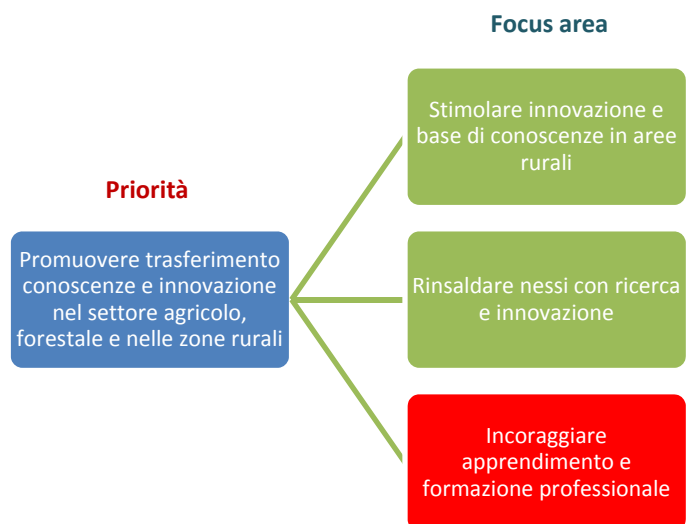 Focus area
Stimolare innovazione e
base di conoscenze in aree
rurali
Priorità
Promuovere trasferimento
conoscenze e innovazione
nel settore agricolo,
forestale e nelle zone rurali
Rinsaldare nessi con ricerca
e innovazione
Incoraggiare
apprendimento e
formazione professionale